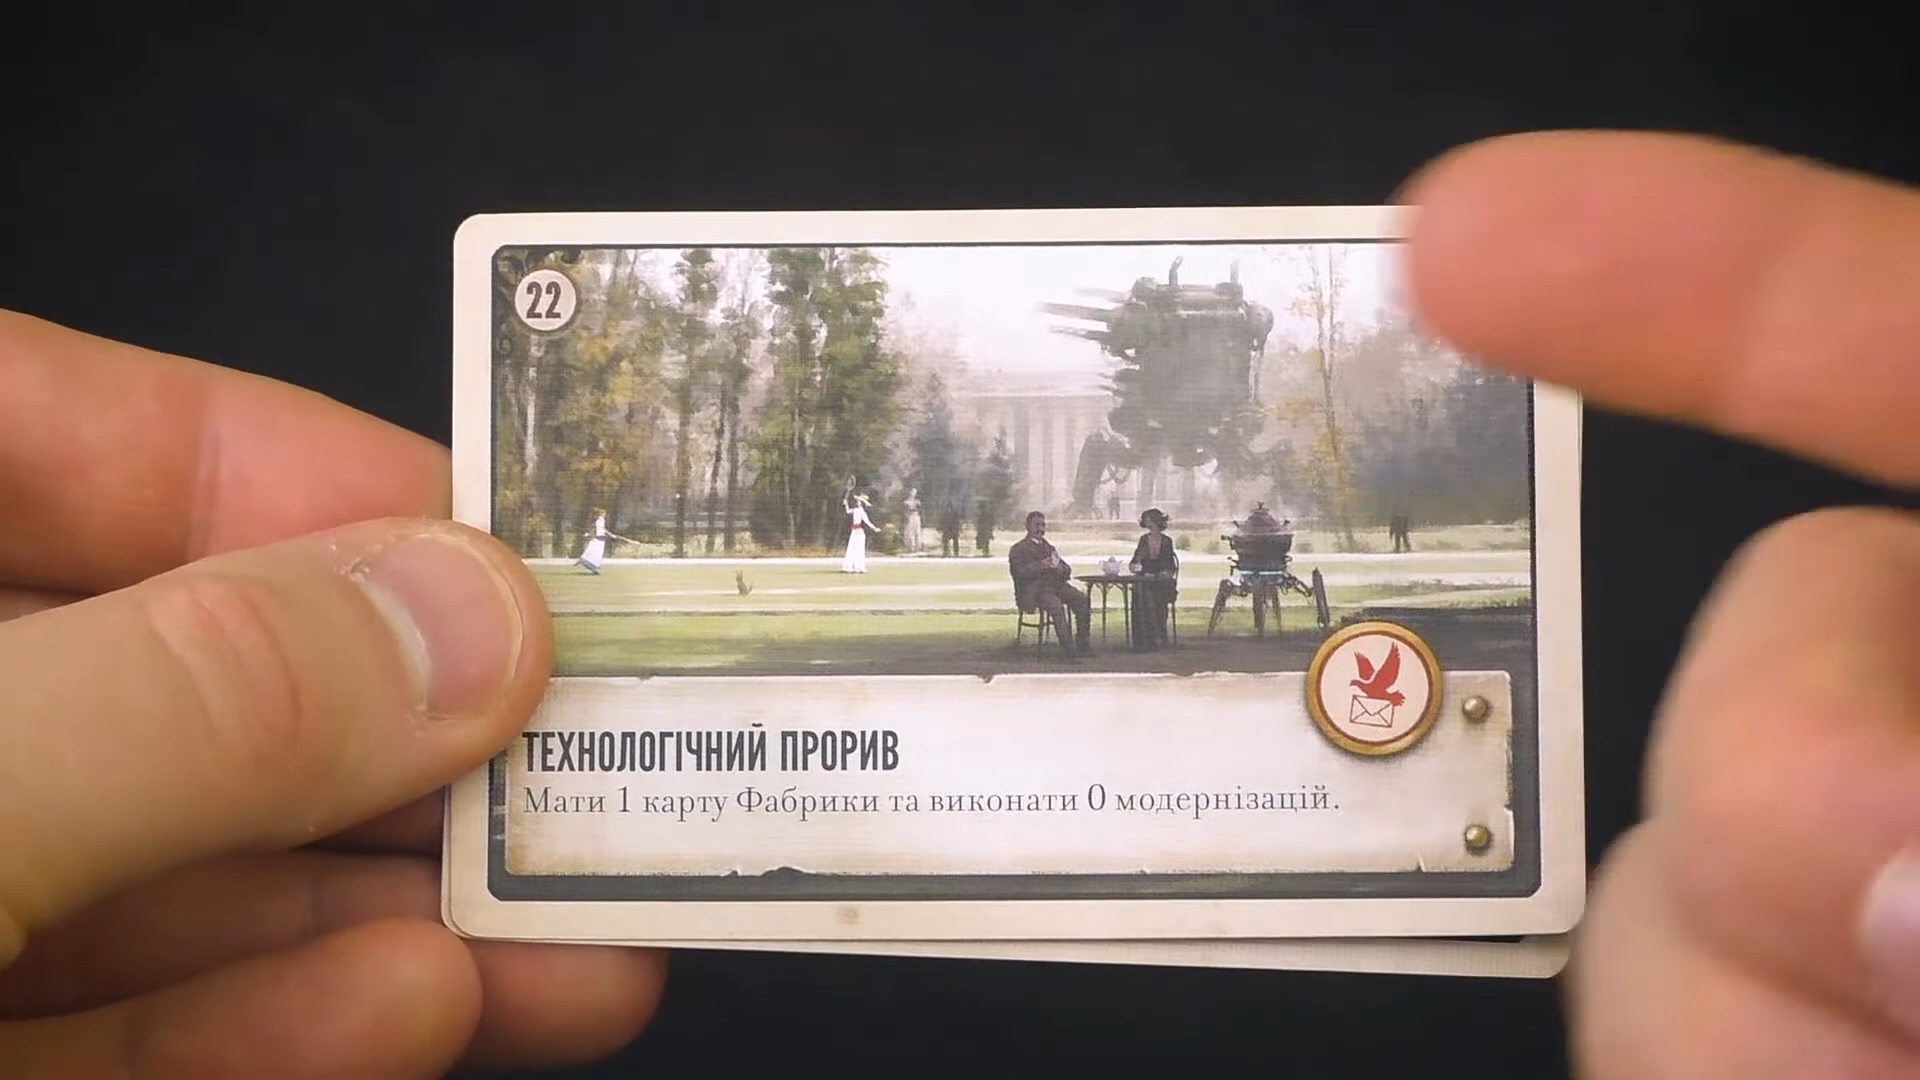 22
ТЕХНОЛОГІЧНИЙ ПРОРИВ
Мати 1 карту Фабрики та виконати 0 модернізацій.